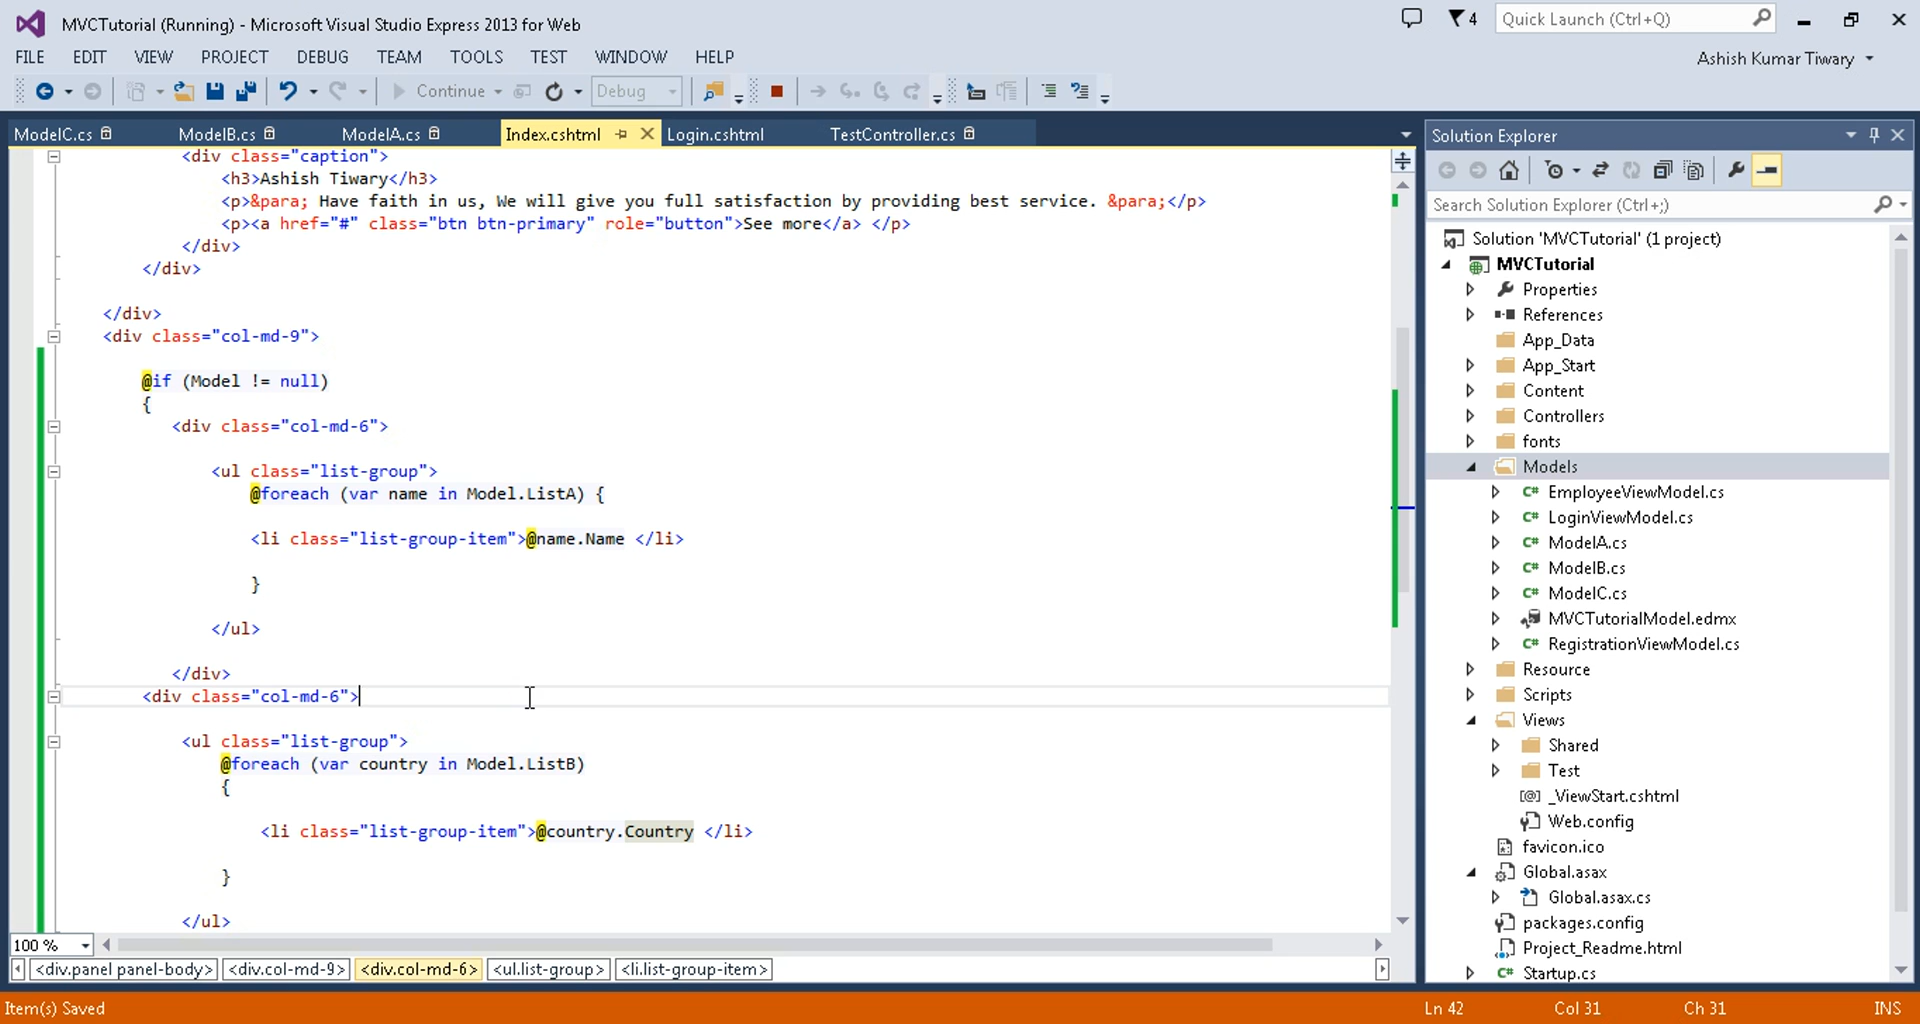 MVCTutorial (Running) - Microsoft Visual Studio Express 2013 for Web
4
Quick Launch (Ctrl+Q)
FILE EDIT VIEW PROJECT DEBUG TEAM TOOLS TEST WINDOW HELP
Ashish Kumar Tiwary
Continue
Debug
ModelC.cs ModelB.cs ModelA.cs Index.cshtml Login.cshtml TestController.cs
<div class="caption">
<h3>Ashish Tiwary</h3>
<p>&para; Have faith in us, We will give you full satisfaction by providing best service. &para;</p>
<p><a href="#" class="btn btn-primary" role="button">See more</a> </p>
</div>
</div>
</div>
<div class="col-md-9">
@if (Model != null)
{
<div class="col-md-6">
<ul class="list-group">
@foreach (var name in Model.ListA) {
<li class="list-group-item">@name.Name </li>
}
</ul>
</div>
<div class="col-md-6">
<ul class="list-group">
@foreach (var country in Model.ListB)
{
<li class="list-group-item">@country.Country </li>
}
</ul>
100 %
<div.panel panel-body> <div.col-md-9> <div.col-md-6> <ul.list-group> <li.list-group-item>
Solution Explorer
Search Solution Explorer (Ctrl+;)
Solution 'MVCTutorial' (1 project)
MVCTutorial
Properties
References
App_Data
App_Start
Content
Controllers
fonts
Models
C# EmployeeViewModel.cs
C# LoginViewModel.cs
C# ModelA.cs
C# ModelB.cs
C# ModelC.cs
MVCTutorialModel.edmx
C# RegistrationViewModel.cs
Resource
Scripts
Views
Shared
Test
[@] _ViewStart.cshtml
Web.config
favicon.ico
Global.asax
Global.asax.cs
packages.config
Project_Readme.html
C# Startup.cs
Item(s) Saved
Ln 42 Col 31 Ch 31 INS